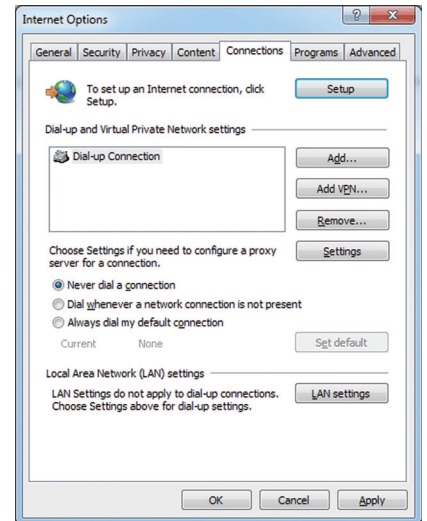 Internet Options
?
General Security Privacy Content Connections Programs Advanced
To set up an Internet connection, click
Setup.
Setup
Dial-up and Virtual Private Network settings
Dial-up Connection
Add...
Add VPN...
Remove...
Choose Settings if you need to configure a proxy
server for a connection.
Settings
Never dial a connection
Dial whenever a network connection is not present
Always dial my default connection
Current None
Set default
Local Area Network (LAN) settings
LAN Settings do not apply to dial-up connections.
Choose Settings above for dial-up settings.
LAN settings
OK Cancel Apply